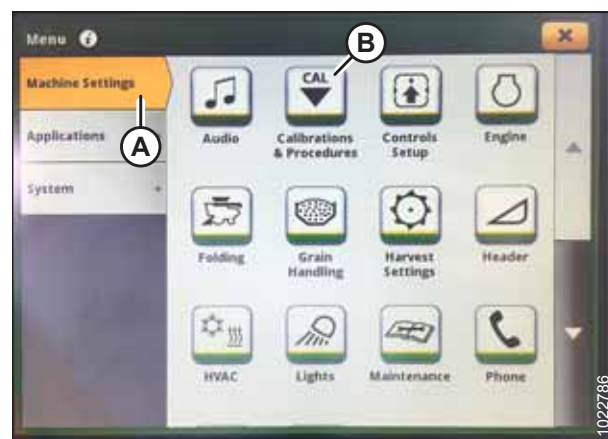 Menu i
B
Machine Settings
A
Applications
System
CAL
Audio
Calibrations
& Procedures
Controls
Setup
Engine
Folding
Grain
Handling
Harvest
Settings
Header
HVAC
Lights
Maintenance
Phone
1022786